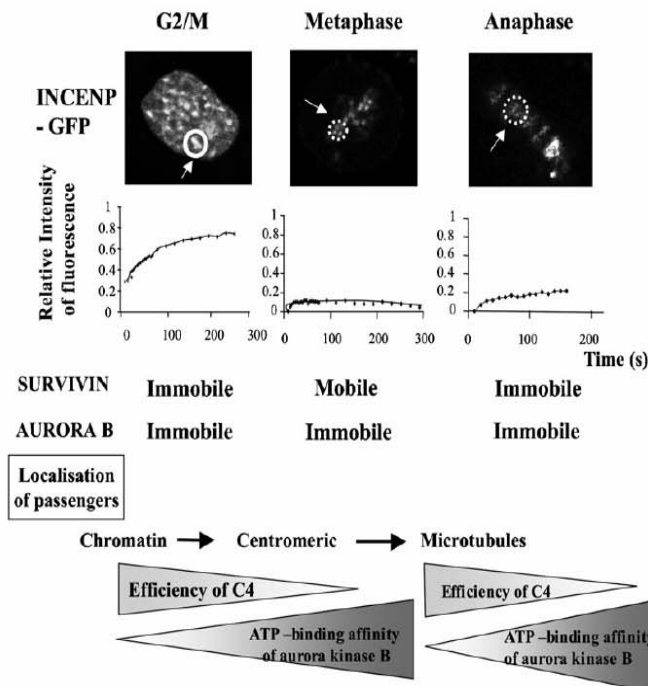 G2/M Metaphase Anaphase
INCENP
- GFP
Relative Intensity
of fluorescence
1 1 1
0.8 0.8 0.8
0.6 0.6 0.6
0.4 0.4 0.4
0.2 0.2 0.2
0 0 0
0 100 200 300 0 100 200 300 0 100 200
Time (s)
SURVIVIN Immobile Mobile Immobile
AURORA B Immobile Immobile Immobile
Localisation
of passengers
Chromatin Centromeric Microtubules
Efficiency of C4 Efficiency of C4
ATP –binding affinity ATP –binding affinity
of aurora kinase B of aurora kinase B